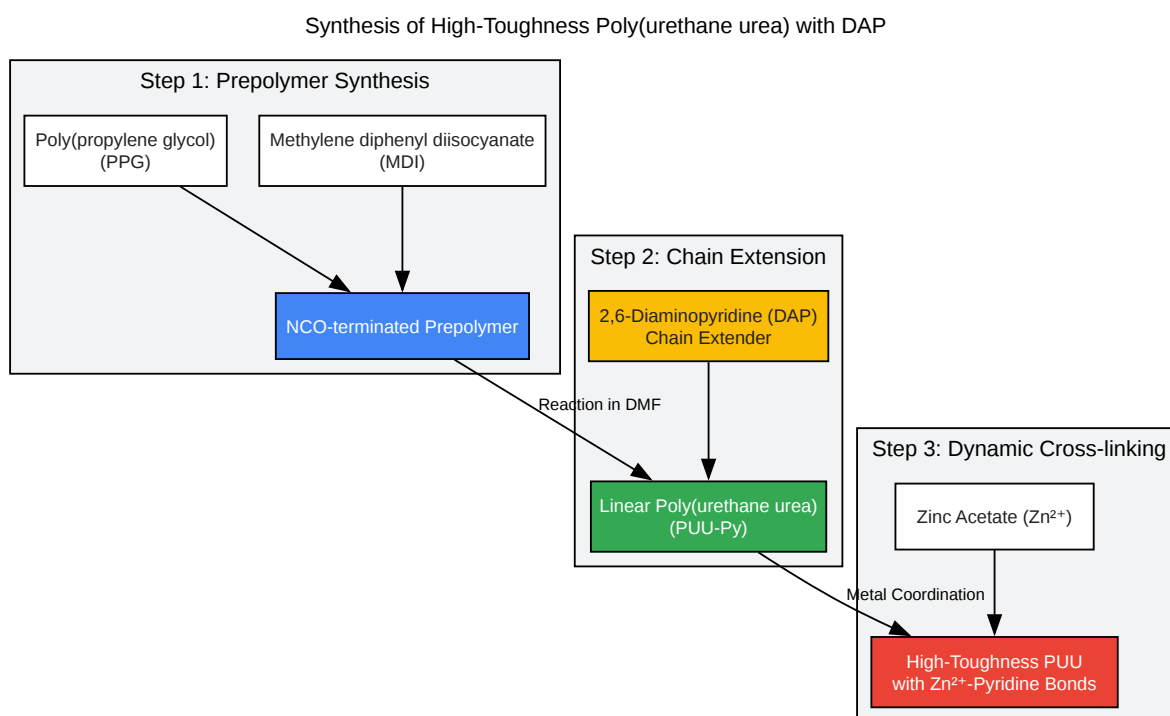 Synthesis of High-Toughness Poly(urethane urea) with DAP
Step 1: Prepolymer Synthesis
Poly(propylene glycol)
(PPG)
Methylene diphenyl diisocyanate
(MDI)
NCO-terminated Prepolymer
Step 2: Chain Extension
2,6-Diaminopyridine (DAP)
Chain Extender
Reaction in DMF
Linear Poly(urethane urea)
(PUU-Py)
Step 3: Dynamic Cross-linking
Zinc Acetate (Zn²⁺)
Metal Coordination
High-Toughness PUU
with Zn²⁺-Pyridine Bonds